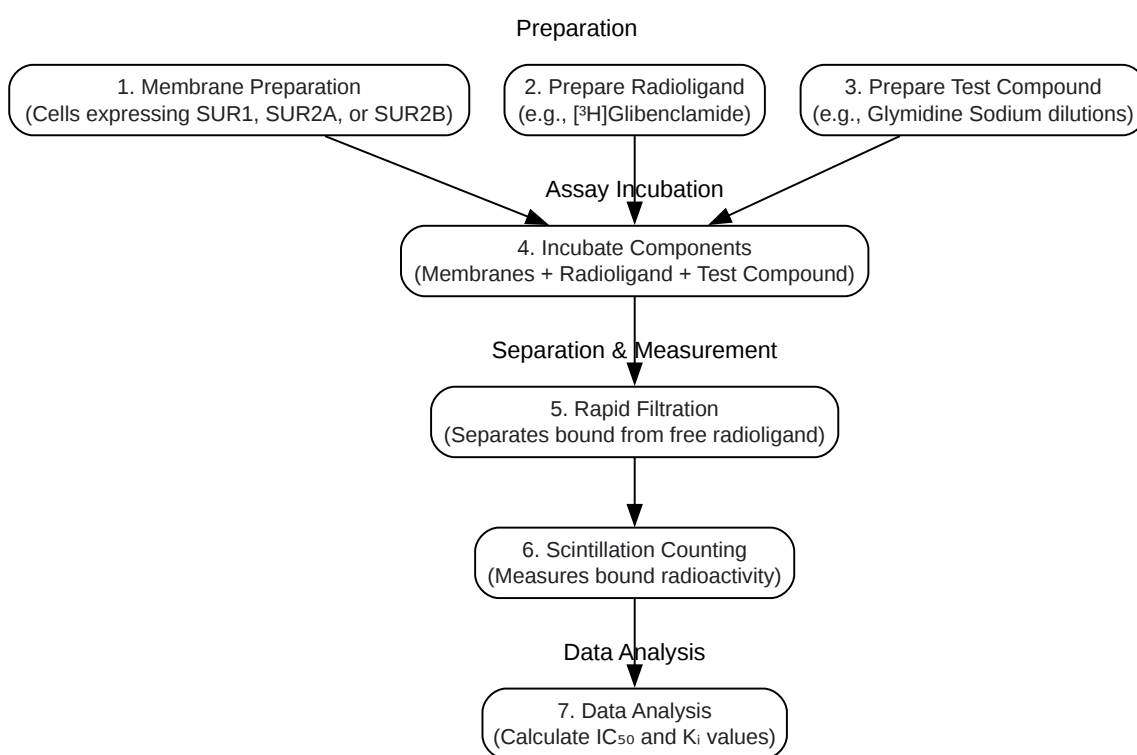 Preparation
1. Membrane Preparation
(Cells expressing SUR1, SUR2A, or SUR2B)
2. Prepare Radioligand
(e.g., [³H]Glibenclamide)
3. Prepare Test Compound
(e.g., Glymidine Sodium dilutions)
Assay Incubation
4. Incubate Components
(Membranes + Radioligand + Test Compound)
Separation & Measurement
5. Rapid Filtration
(Separates bound from free radioligand)
6. Scintillation Counting
(Measures bound radioactivity)
Data Analysis
7. Data Analysis
(Calculate IC₅₀ and Kᵢ values)